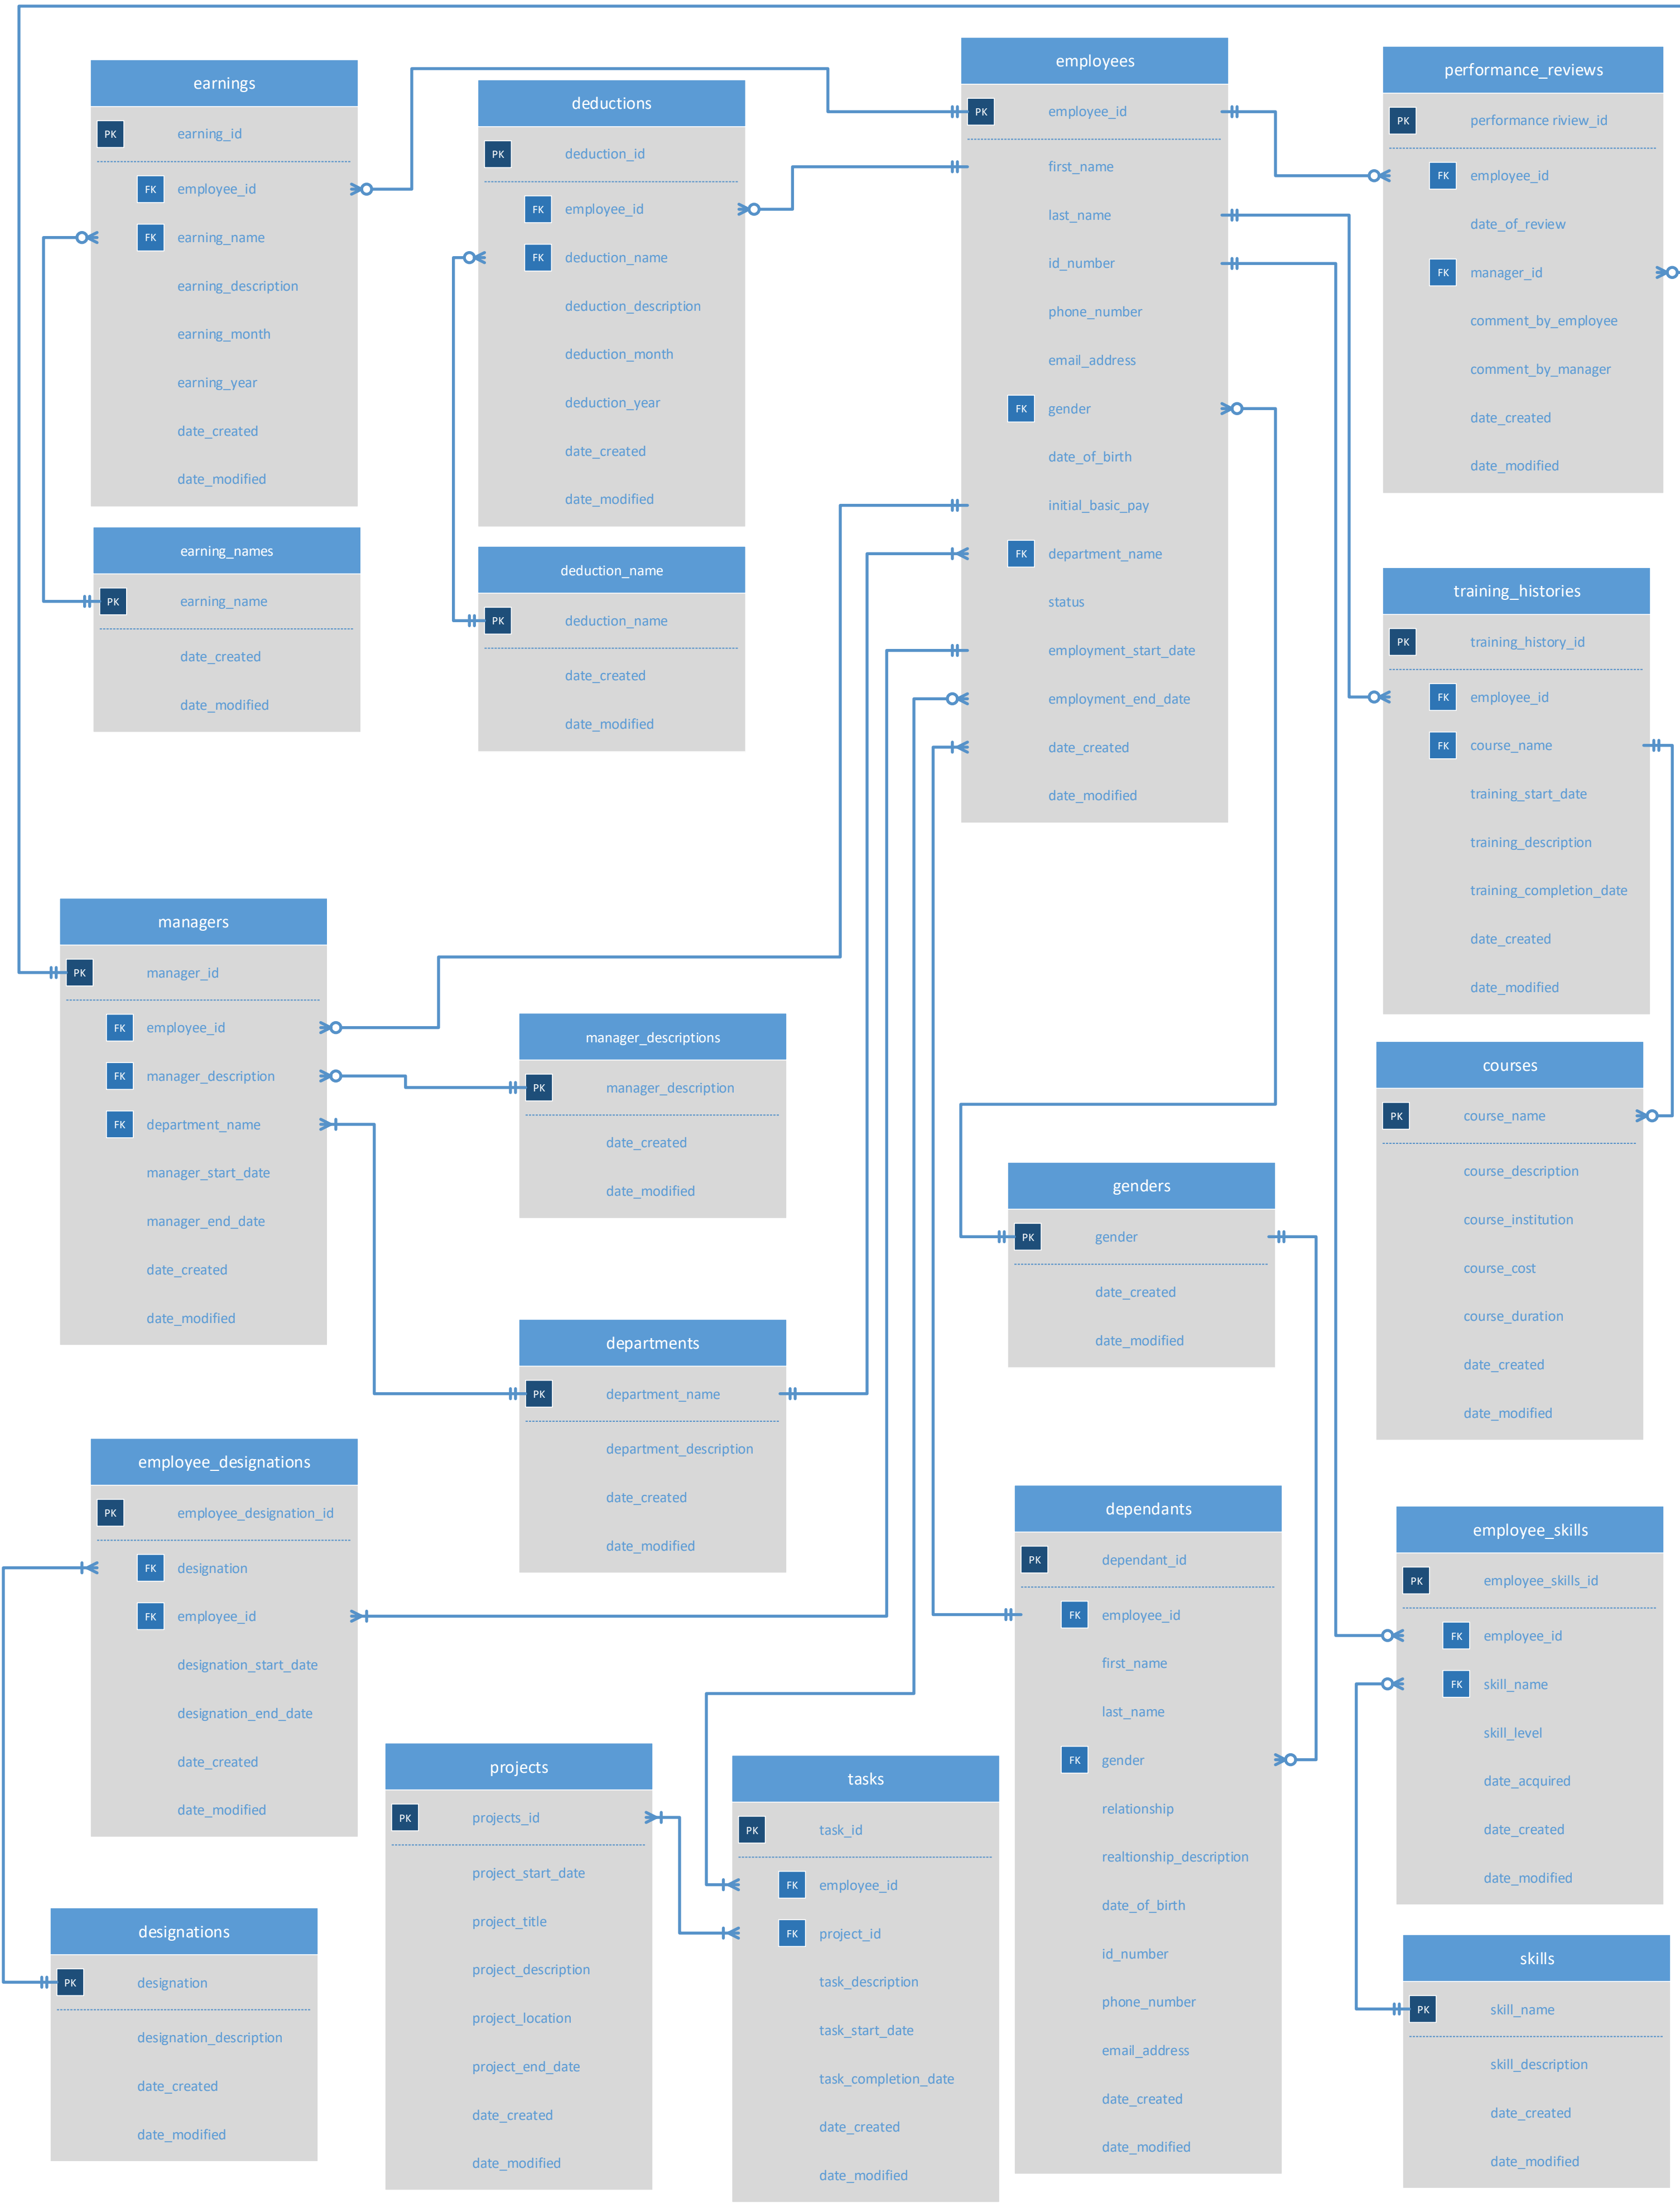 earnings
PK earning_id
FK employee_id
FK earning_name
earning_description
earning_month
earning_year
date_created
date_modified
earning_names
PK earning_name
date_created
date_modified
deductions
PK deduction_id
FK employee_id
FK deduction_name
deduction_description
deduction_month
deduction_year
date_created
date_modified
deduction_name
PK deduction_name
date_created
date_modified
employees
PK employee_id
first_name
last_name
id_number
phone_number
email_address
FK gender
date_of_birth
initial_basic_pay
FK department_name
status
employment_start_date
employment_end_date
date_created
date_modified
performance_reviews
PK performance riview_id
FK employee_id
date_of_review
FK manager_id
comment_by_employee
comment_by_manager
date_created
date_modified
training_histories
PK training_history_id
FK employee_id
FK course_name
training_start_date
training_description
training_completion_date
date_created
date_modified
managers
PK manager_id
FK employee_id
FK manager_description
FK department_name
manager_start_date
manager_end_date
date_created
date_modified
manager_descriptions
PK manager_description
date_created
date_modified
courses
PK course_name
course_description
course_institution
course_cost
course_duration
date_created
date_modified
genders
PK gender
date_created
date_modified
departments
PK department_name
department_description
date_created
date_modified
employee_designations
PK employee_designation_id
FK designation
FK employee_id
designation_start_date
designation_end_date
date_created
date_modified
dependants
PK dependant_id
FK employee_id
first_name
last_name
FK gender
relationship
realtionship_description
date_of_birth
id_number
phone_number
email_address
date_created
date_modified
employee_skills
PK employee_skills_id
FK employee_id
FK skill_name
skill_level
date_acquired
date_created
date_modified
projects
PK projects_id
project_start_date
project_title
project_description
project_location
project_end_date
date_created
date_modified
tasks
PK task_id
FK employee_id
FK project_id
task_description
task_start_date
task_completion_date
date_created
date_modified
designations
PK designation
designation_description
date_created
date_modified
skills
PK skill_name
skill_description
date_created
date_modified